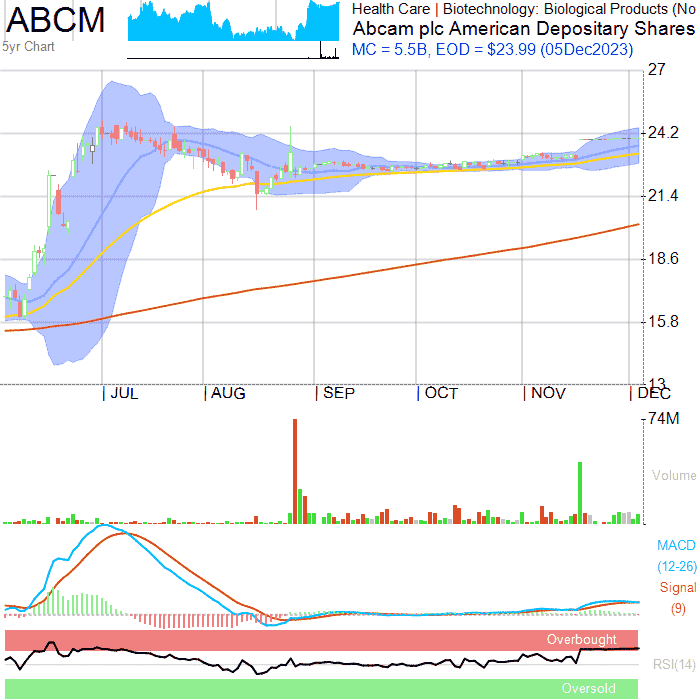 ABCM
5yr Chart
Health Care | Biotechnology: Biological Products (No
Abcam plc American Depositary Shares
MC = 5.5B, EOD = $23.99 (05Dec2023)
27
24.2
21.4
18.6
15.8
13
JUL
AUG
SEP
OCT
NOV
DEC
74M
Volume
MACD
(12-26)
Signal
(9)
Overbought
RSI(14)
Oversold